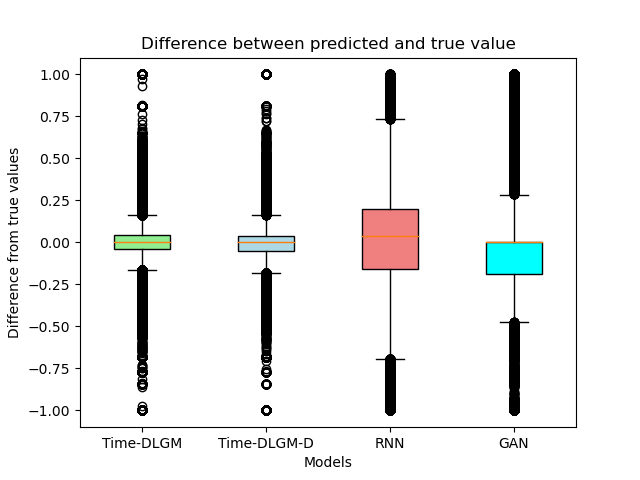 Difference between predicted and true value
1.00
0.75
0.50
0.25
0.00
−0.25
−0.50
−0.75
−1.00
Difference from true values
Time-DLGM Time-DLGM-D RNN GAN
Models